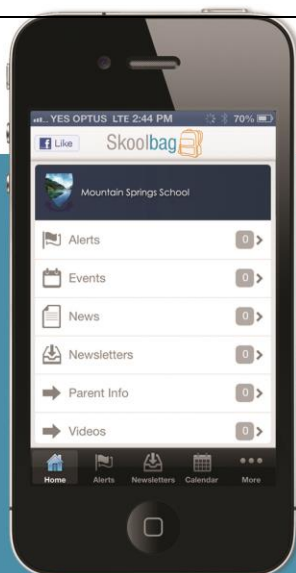 YES OPTUS LTE 2:44 PM 70%
f Like Skoolbag
Mountain Springs School
Alerts 0
Events 0
News 0
Newsletters 0
Parent Info 0
Videos 0
Home Alerts Newsletters Calendar More